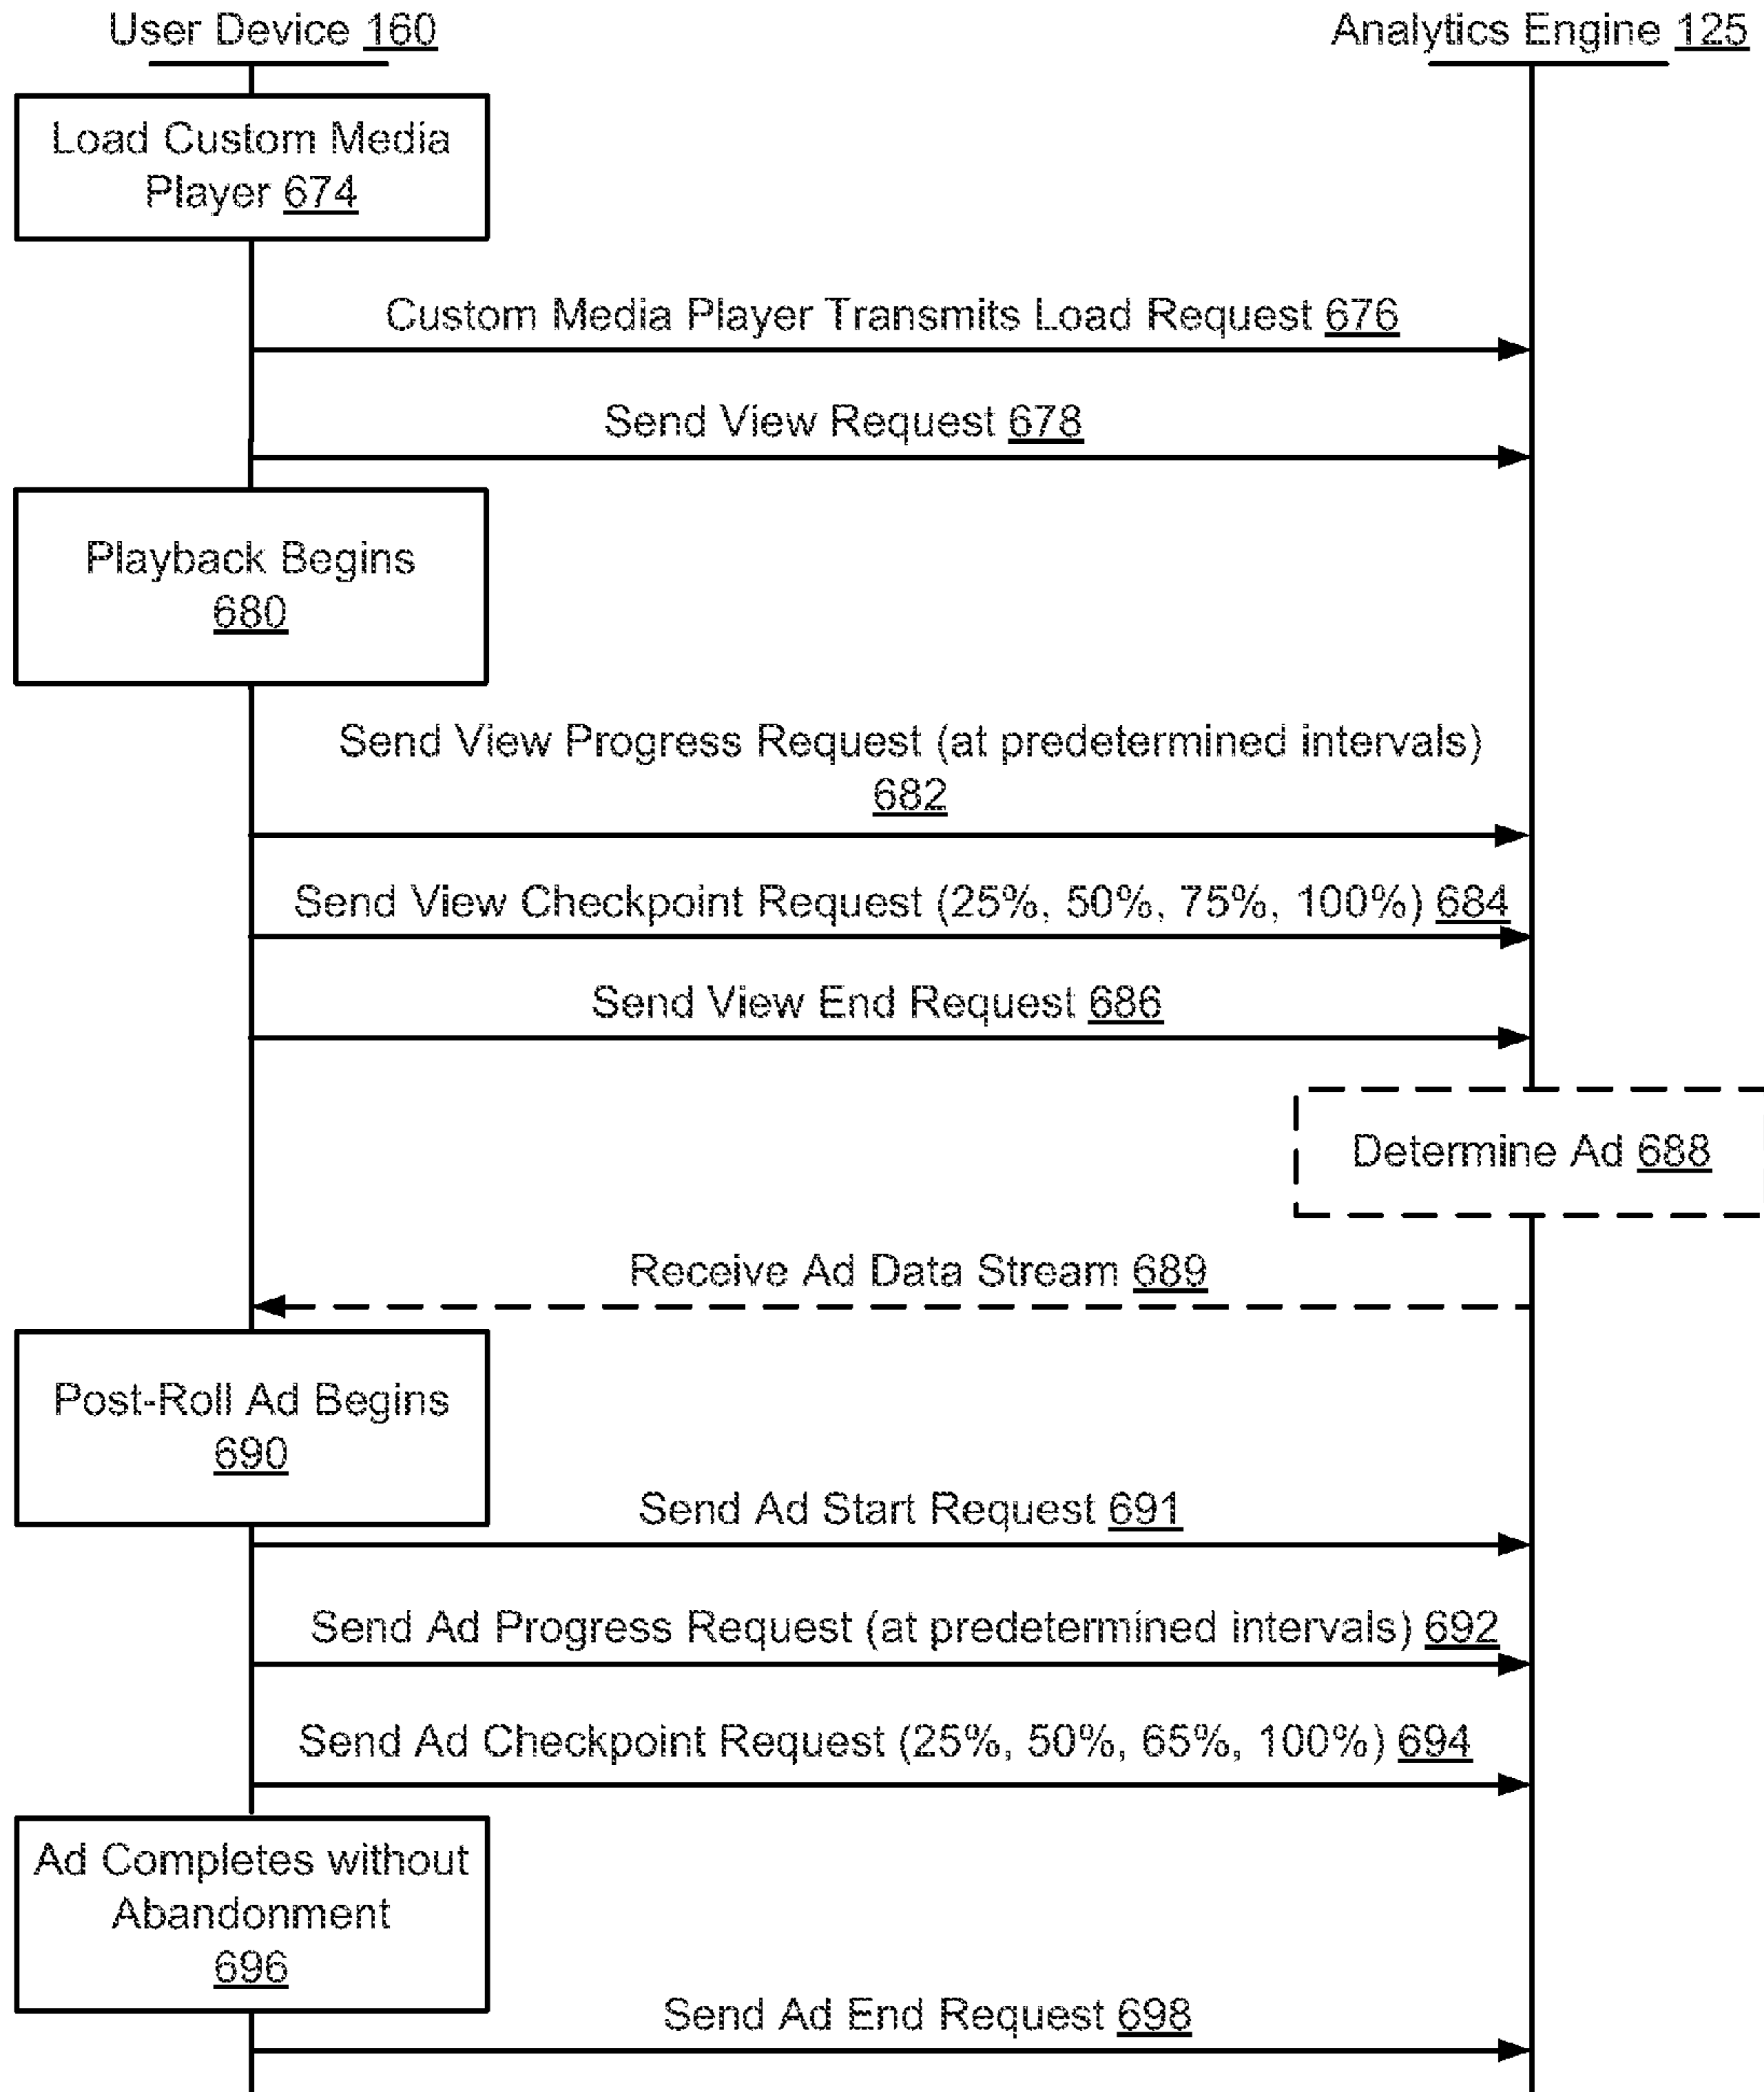 User Device 160
Analytics Engine 125
Load Custom Media
Player 674
Custom Media Player Transmits Load Request 676
Send View Request 678
Playback Begins
680
Send View Progress Request (at predetermined intervals)
682
Send View Checkpoint Request (25%, 50%, 75%, 100%) 684
Send View End Request 686
Determine Ad 688
Receive Ad Data Stream 689
Post-Roll Ad Begins
690
Send Ad Start Request 691
Send Ad Progress Request (at predetermined intervals) 692
Send Ad Checkpoint Request (25%, 50%, 65%, 100%) 694
Ad Completes without
Abandonment
696
Send Ad End Request 698